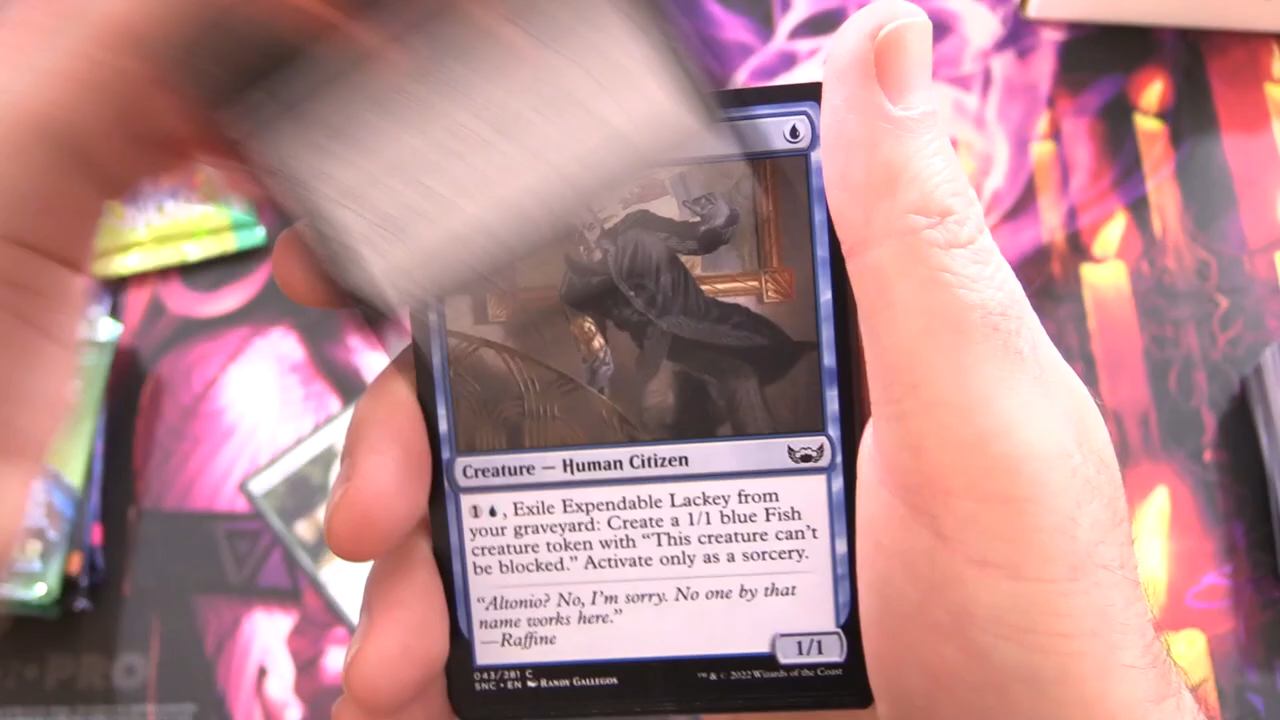 Creature — Human Citizen
1 , Exile Expendable Lackey from
your graveyard: Create a 1/1 blue Fish
creature token with “This creature can’t
be blocked.” Activate only as a sorcery.
“Altonio? No, I’m sorry. No one by that
name works here.”
—Raffine
1/1
043/281 C
SNC • EN RANDY GALLEGOS
™ & © 2022 Wizards of the Coast
PRO